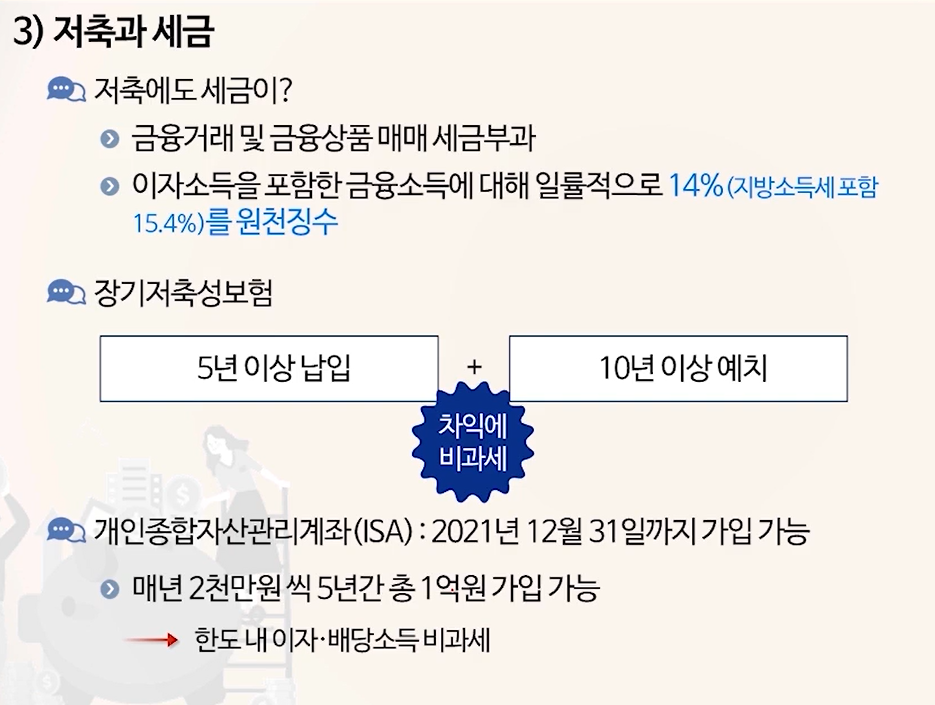 3) 저축과 세금
저축에도 세금이?
금융거래 및 금융상품 매매 세금부과
이자소득을 포함한 금융소득에 대해 일률적으로 14% (지방소득세 포함
15.4%)를 원천징수
장기저축성보험
5년 이상 납입 + 10년 이상 예치
차익에
비과세
개인종합자산관리계좌(ISA) : 2021년 12월 31일까지 가입 가능
매년 2천만원 씩 5년간 총 1억원 가입 가능
한도 내 이자·배당소득 비과세